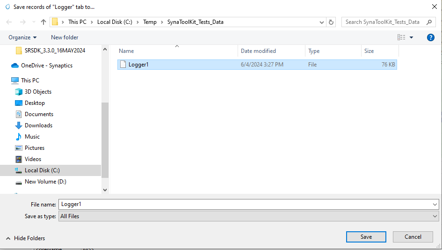 Save records of "Logger" tab to...
This PC > Local Disk (C:) > Temp > SynaToolKit_Tests_Data
Search SynaToolKit_Tests_Data
Organize New folder
SRSDK_3.3.0_16MAY2024
OneDrive - Synaptics
This PC
3D Objects
Desktop
Documents
Downloads
Music
Pictures
Videos
Local Disk (C:)
New Volume (D:)
Name Date modified Type Size
Logger1 6/4/2024 3:27 PM File 76 KB
File name: Logger1
Save as type: All Files
Hide Folders Save Cancel